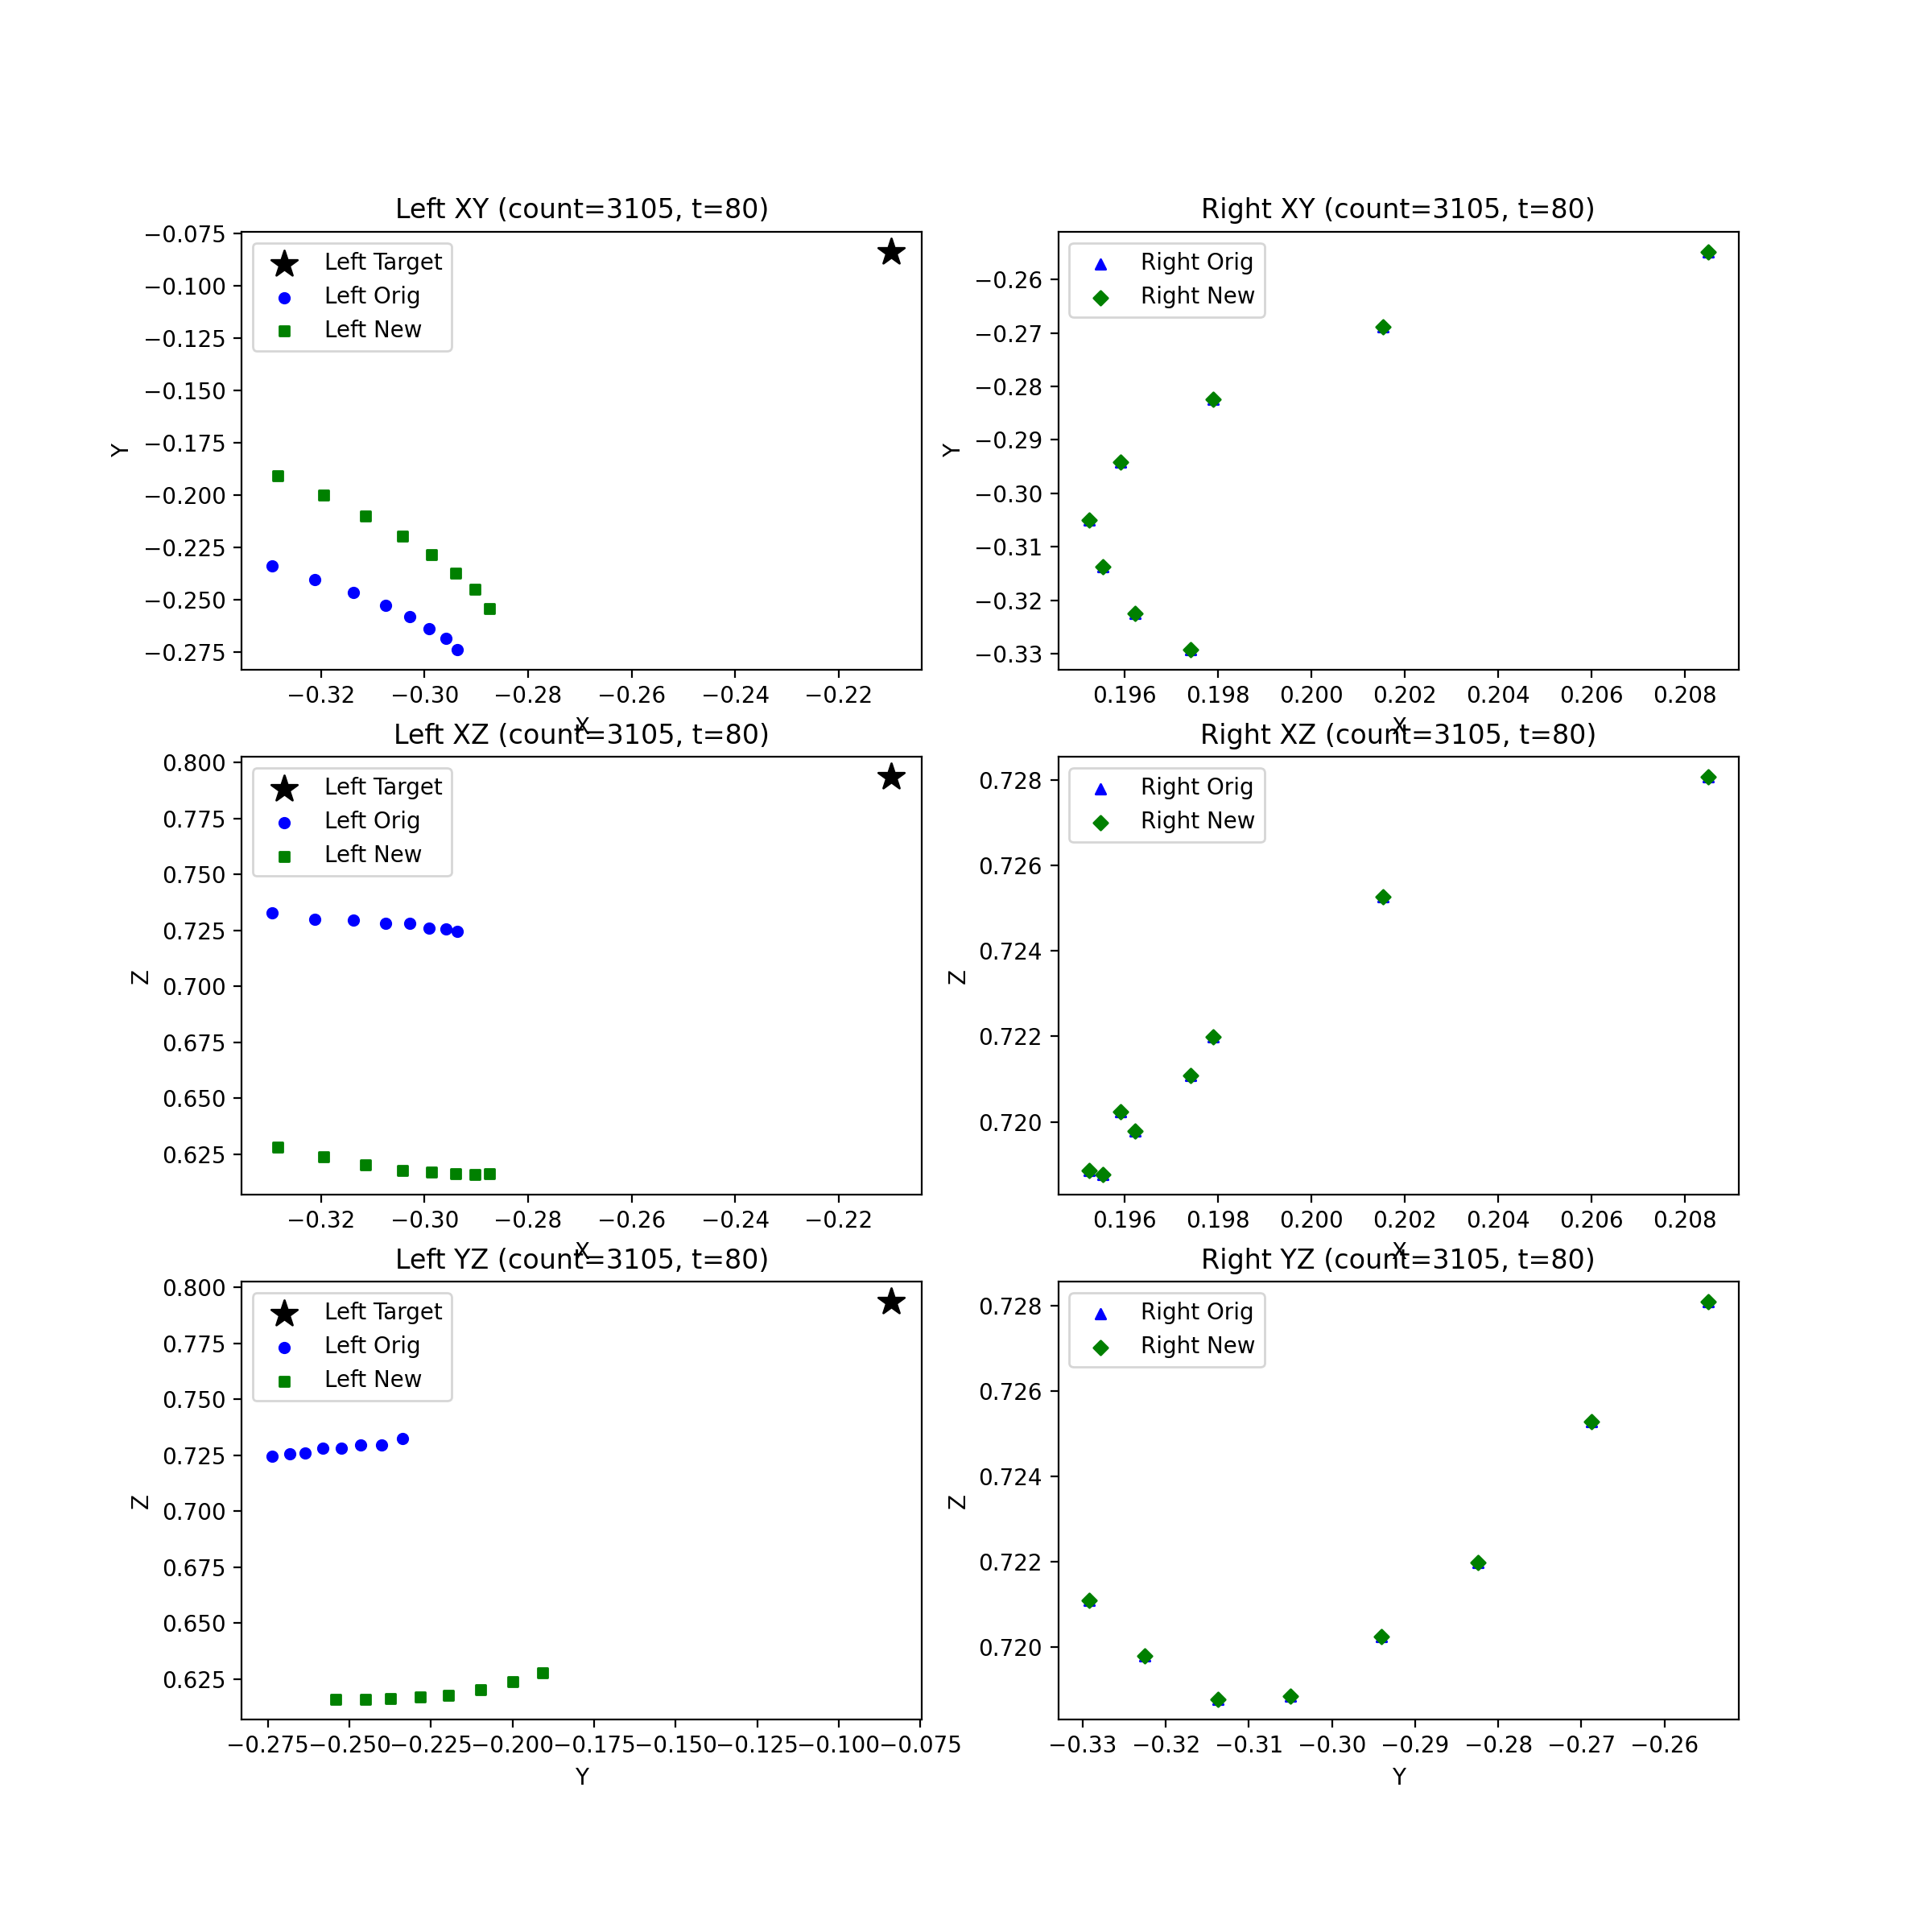 Left XY (count=3105, t=80)
Left Target
Left Orig
Left New
−0.075
−0.100
−0.125
−0.150
−0.175
−0.200
−0.225
−0.250
−0.275
Y
−0.32 −0.30 −0.28 −0.26 −0.24 −0.22
X
Right XY (count=3105, t=80)
Right Orig
Right New
−0.26
−0.27
−0.28
−0.29
−0.30
−0.31
−0.32
−0.33
Y
0.196 0.198 0.200 0.202 0.204 0.206 0.208
X
Left XZ (count=3105, t=80)
Left Target
Left Orig
Left New
0.800
0.775
0.750
0.725
0.700
0.675
0.650
0.625
Z
−0.32 −0.30 −0.28 −0.26 −0.24 −0.22
X
Right XZ (count=3105, t=80)
Right Orig
Right New
0.728
0.726
0.724
0.722
0.720
Z
0.196 0.198 0.200 0.202 0.204 0.206 0.208
X
Left YZ (count=3105, t=80)
Left Target
Left Orig
Left New
0.800
0.775
0.750
0.725
0.700
0.675
0.650
0.625
Z
−0.275 −0.250 −0.225 −0.200 −0.175 −0.150 −0.125 −0.100 −0.075
Y
Right YZ (count=3105, t=80)
Right Orig
Right New
0.728
0.726
0.724
0.722
0.720
Z
−0.33 −0.32 −0.31 −0.30 −0.29 −0.28 −0.27 −0.26
Y